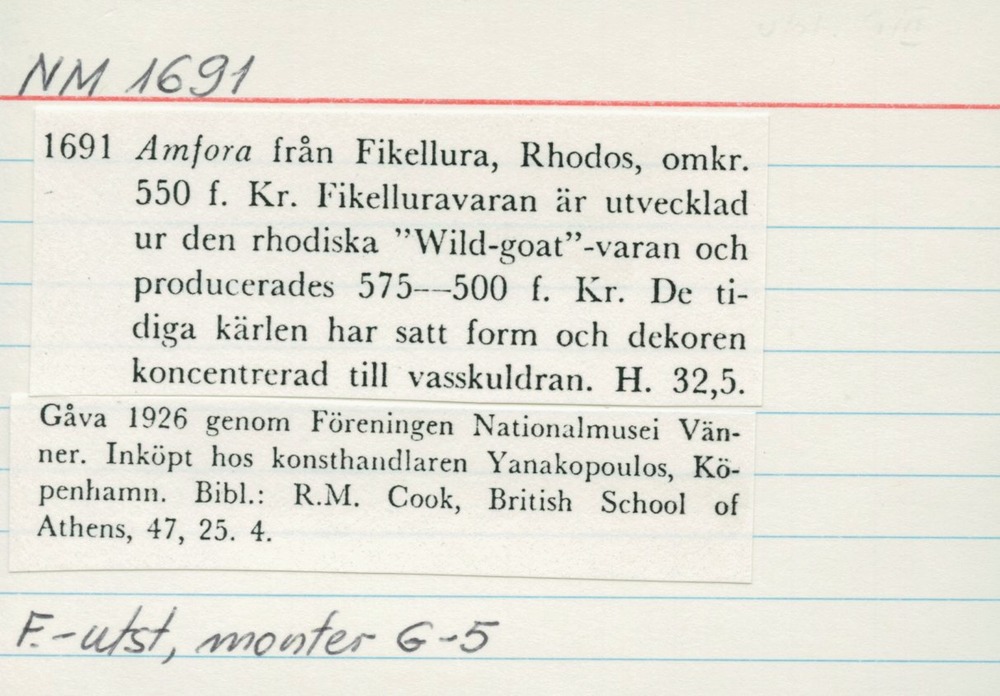 NM 1691
1691 Amfora från Fikellura, Rhodos, omkr.
550 f. Kr. Fikelluravaran är utvecklad
ur den rhodiska ”Wild-goat”-varan och
producerades 575—500 f. Kr. De ti-
diga kärlen har satt form och dekoren
koncentrerad till vasskuldran. H. 32,5.
Gåva 1926 genom Föreningen Nationalmusei Vän-
ner. Inköpt hos konsthandlaren Yanakopoulos, Kö-
penhamn. Bibl.: R.M. Cook, British School of
Athens, 47, 25. 4.
F.-utst, monter G-5